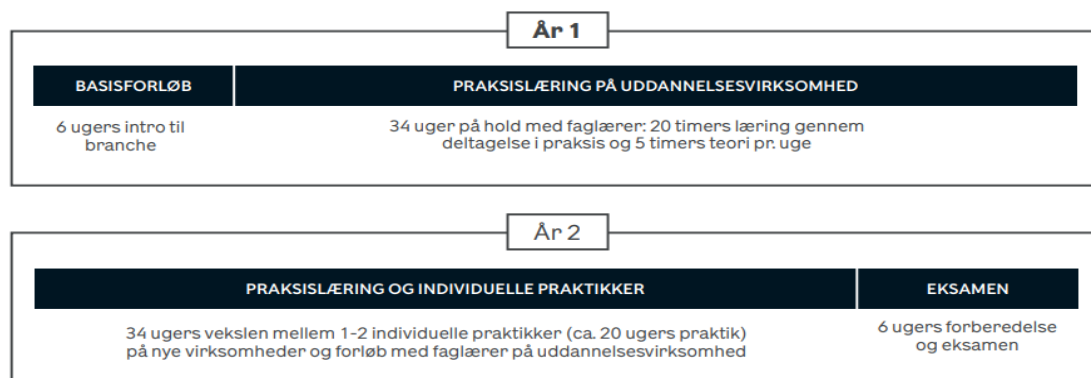 År 1
BASISFORLØB
PRAKSISLÆRING PÅ UDDANNELSESVIRKSOMHED
6 ugers intro til
branche
34 uger på hold med faglærer: 20 timers læring gennem
deltagelse i praksis og 5 timers teori pr. uge
År 2
PRAKSISLÆRING OG INDIVIDUELLE PRAKTIKKER
EKSAMEN
34 ugers vekslen mellem 1-2 individuelle praktikker (ca. 20 ugers praktik)
på nye virksomheder og forløb med faglærer på uddannelsesvirksomhed
6 ugers forberedelse
og eksamen